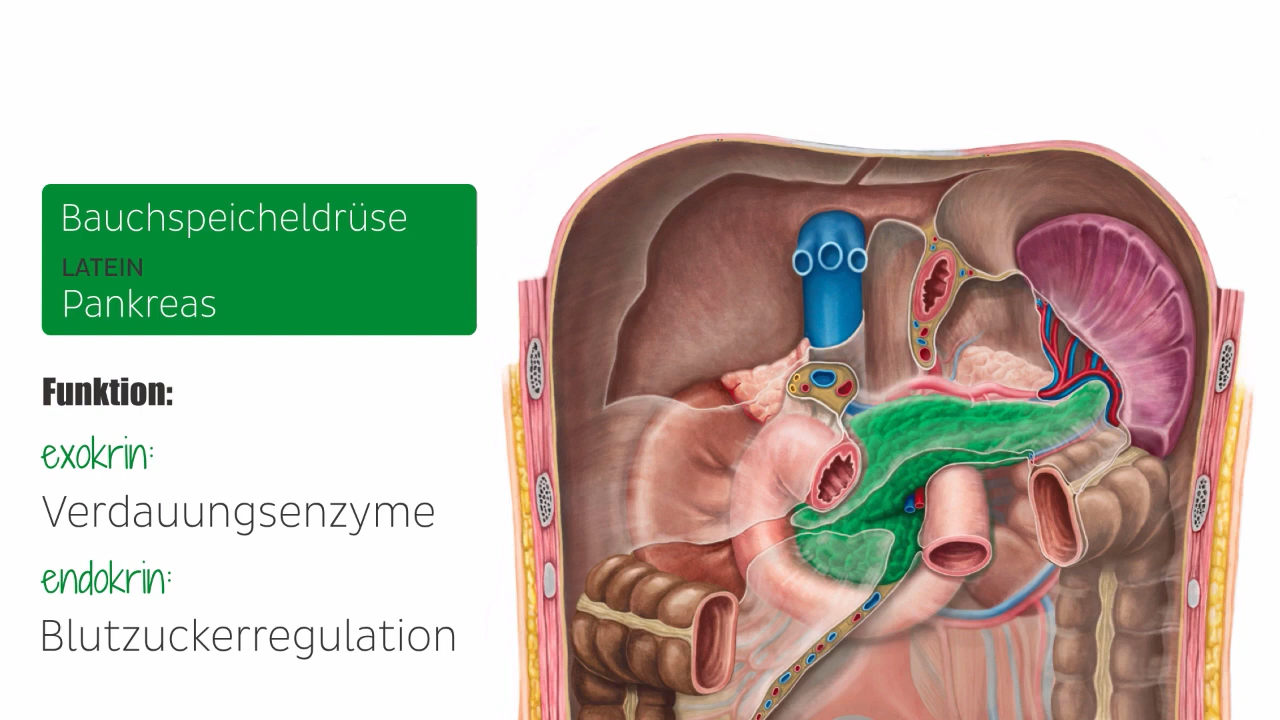 Bauchspeicheldrüse
LATEIN
Pankreas
Funktion:
exokrin:
Verdauungsenzyme
endokrin:
Blutzuckerregulation